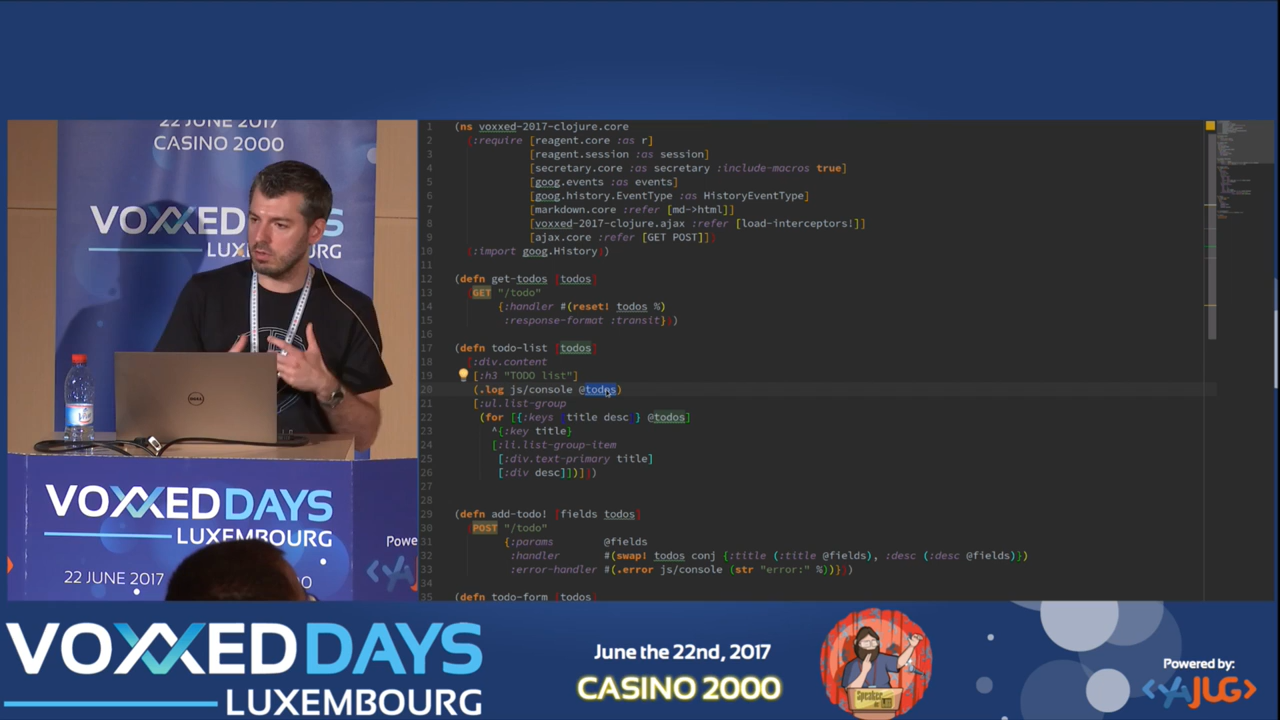 22 JUNE 2017
CASINO 2000
VOXXED DAYS
LUXEMBOURG
DELL
VOXXED DAYS
LUXEMBOURG
22 JUNE 2017
Powe
1 (ns voxxed-2017-clojure.core
2 (:require [reagent.core :as r]
3 [reagent.session :as session]
4 [secretary.core :as secretary :include-macros true]
5 [goog.events :as events]
6 [goog.history.EventType :as HistoryEventType]
7 [markdown.core :refer [md->html]]
8 [voxxed-2017-clojure.ajax :refer [load-interceptors!]]
9 [ajax.core :refer [GET POST]])
10 (:import goog.History))
11
12 (defn get-todos [todos]
13 (GET "/todo"
14 {:handler #(reset! todos %)
15 :response-format :transit}))
16
17 (defn todo-list [todos]
18 [:div.content
19 [:h3 "TODO list"]
20 (.log js/console @todos)
21 [:ul.list-group
22 (for [{:keys [title desc]} @todos]
23 ^{:key title}
24 [:li.list-group-item
25 [:div.text-primary title]
26 [:div desc]])]])
27
28
29 (defn add-todo! [fields todos]
30 (POST "/todo"
31 {:params @fields
32 :handler #(swap! todos conj {:title (:title @fields), :desc (:desc @fields)})
33 :error-handler #(.error js/console (str "error:" %))}))
34
35 (defn todo-form [todos]
VOXXED DAYS
LUXEMBOURG
June the 22nd, 2017
CASINO 2000
Speaker
Powered by:
<YAJUG>